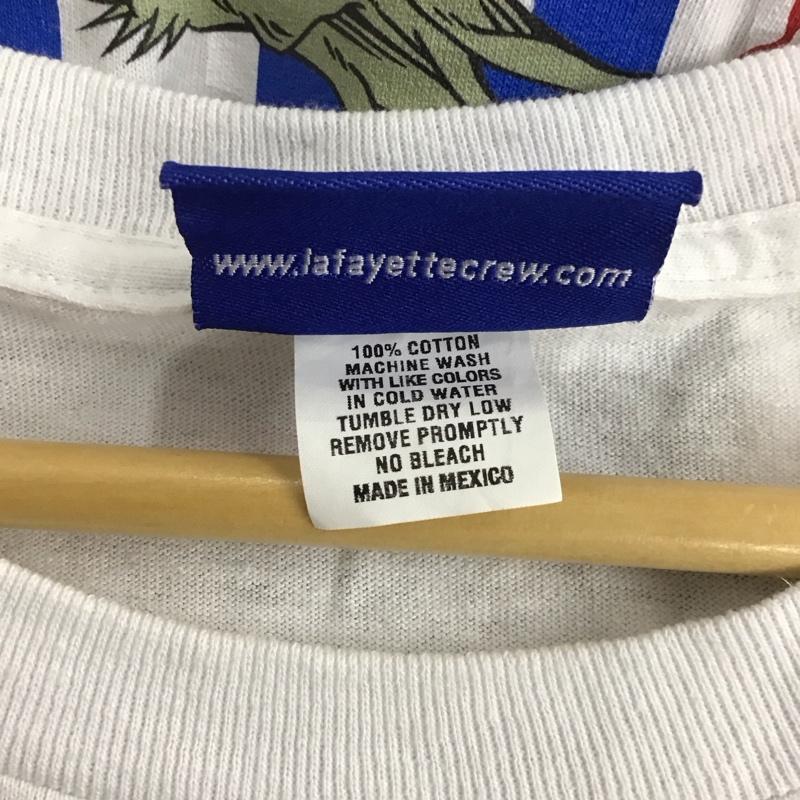 www.lafayettecrew.com
100% COTTON
MACHINE WASH
WITH LIKE COLORS
IN COLD WATER
TUMBLE DRY LOW
REMOVE PROMPTLY
NO BLEACH
MADE IN MEXICO